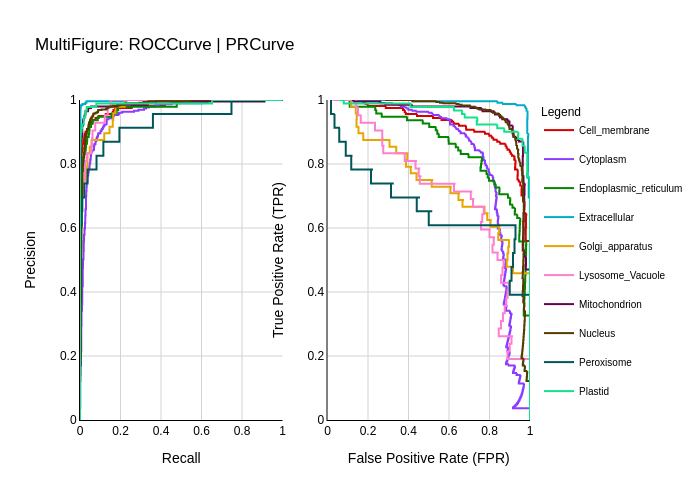 MultiFigure: ROCCurve | PRCurve
Precision
1
0.8
0.6
0.4
0.2
0
0
0.2
0.4
0.6
0.8
1
Recall
True Positive Rate (TPR)
1
0.8
0.6
0.4
0.2
0
0
0.2
0.4
0.6
0.8
1
False Positive Rate (FPR)
Legend
Cell_membrane
Cytoplasm
Endoplasmic_reticulum
Extracellular
Golgi_apparatus
Lysosome_Vacuole
Mitochondrion
Nucleus
Peroxisome
Plastid